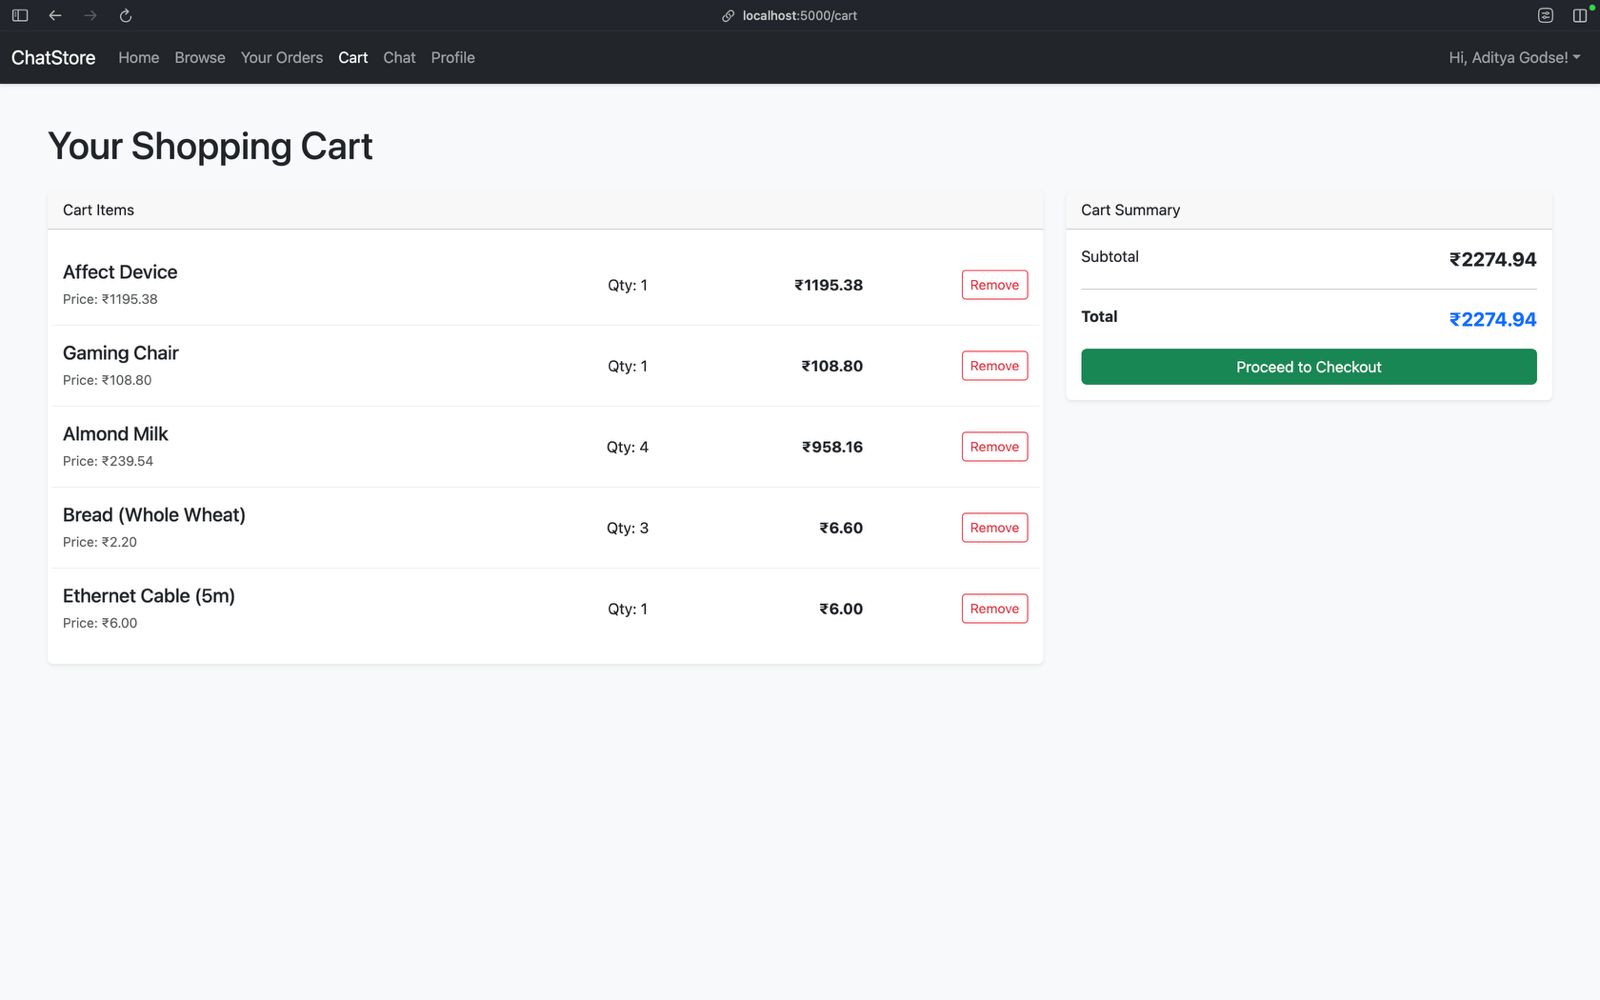 localhost:5000/cart
ChatStore Home Browse Your Orders Cart Chat Profile Hi, Aditya Godse!
Your Shopping Cart
Cart Items
Affect Device
Price: ₹1195.38
Qty: 1
₹1195.38
Remove
Gaming Chair
Price: ₹108.80
Qty: 1
₹108.80
Remove
Almond Milk
Price: ₹239.54
Qty: 4
₹958.16
Remove
Bread (Whole Wheat)
Price: ₹2.20
Qty: 3
₹6.60
Remove
Ethernet Cable (5m)
Price: ₹6.00
Qty: 1
₹6.00
Remove
Cart Summary
Subtotal ₹2274.94
Total ₹2274.94
Proceed to Checkout